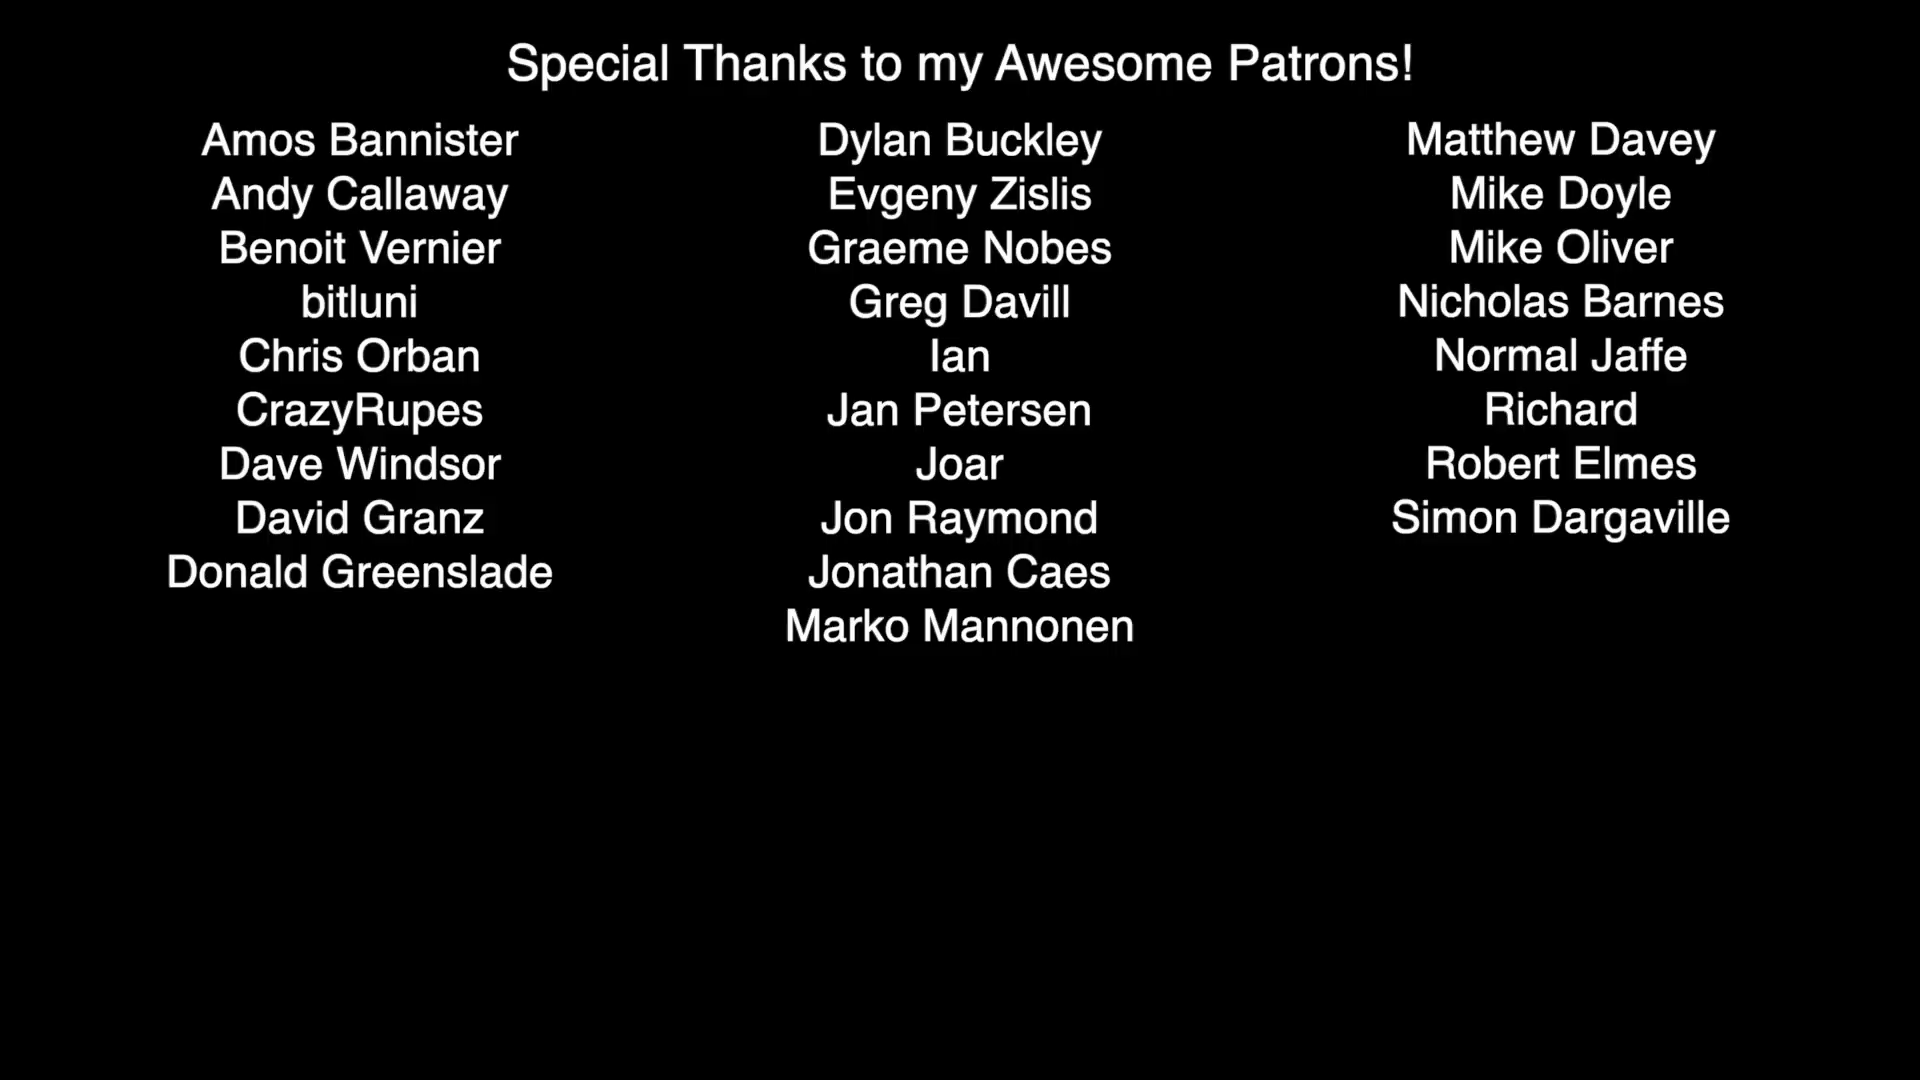 Special Thanks to my Awesome Patrons!
Amos Bannister
Andy Callaway
Benoit Vernier
bitluni
Chris Orban
CrazyRupes
Dave Windsor
David Granz
Donald Greenslade
Dylan Buckley
Evgeny Zislis
Graeme Nobes
Greg Davill
Ian
Jan Petersen
Joar
Jon Raymond
Jonathan Caes
Marko Mannonen
Matthew Davey
Mike Doyle
Mike Oliver
Nicholas Barnes
Normal Jaffe
Richard
Robert Elmes
Simon Dargaville